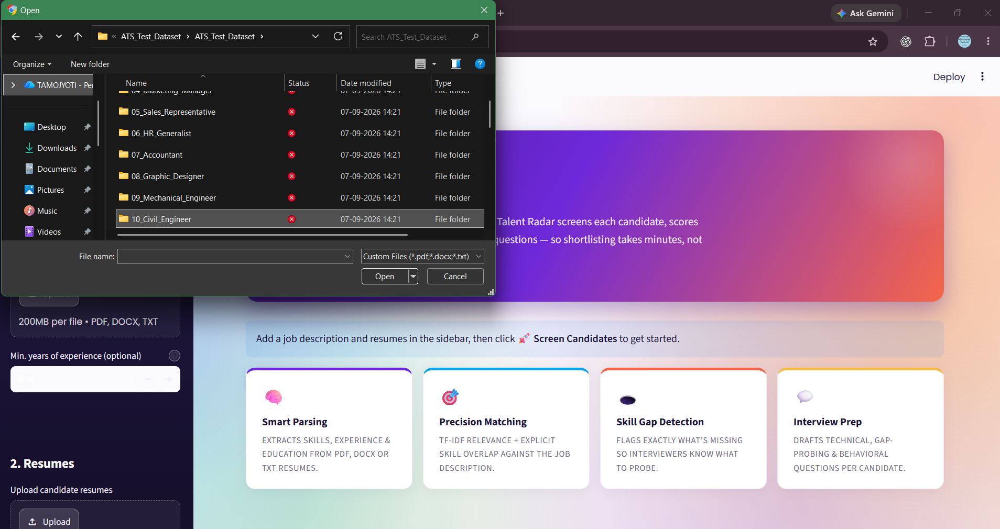 Open
Ask Gemini
« ATS_Test_Dataset › ATS_Test_Dataset ›
Search ATS_Test_Dataset
Organize
New folder
Deploy
TAMOJYOTI - Per
Name
Status
Date modified
Type
04_Marketing_Manager
07-09-2026 14:21
File folder
05_Sales_Representative
07-09-2026 14:21
File folder
06_HR_Generalist
07-09-2026 14:21
File folder
07_Accountant
07-09-2026 14:21
File folder
08_Graphic_Designer
07-09-2026 14:21
File folder
09_Mechanical_Engineer
07-09-2026 14:21
File folder
10_Civil_Engineer
07-09-2026 14:21
File folder
Desktop
Downloads
Documents
Pictures
Music
Videos
File name:
Custom Files (*.pdf;*.docx;*.txt)
Open
Cancel
Talent Radar screens each candidate, scores
questions — so shortlisting takes minutes, not
200MB per file • PDF, DOCX, TXT
Min. years of experience (optional)
0.00
2. Resumes
Upload candidate resumes
Upload
Add a job description and resumes in the sidebar, then click 🚀 Screen Candidates to get started.
Smart Parsing
EXTRACTS SKILLS, EXPERIENCE &
EDUCATION FROM PDF, DOCX OR
TXT RESUMES.
Precision Matching
TF-IDF RELEVANCE + EXPLICIT
SKILL OVERLAP AGAINST THE JOB
DESCRIPTION.
Skill Gap Detection
FLAGS EXACTLY WHAT'S MISSING
SO INTERVIEWERS KNOW WHAT
TO PROBE.
Interview Prep
DRAFTS TECHNICAL, GAP-
PROBING & BEHAVIORAL
QUESTIONS PER CANDIDATE.